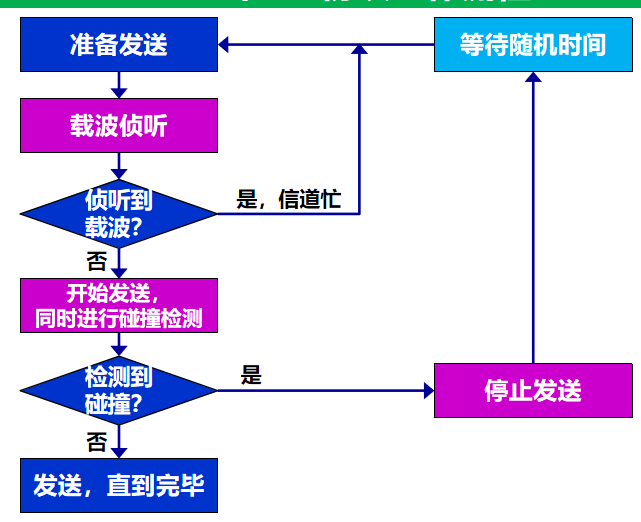 准备发送
等待随机时间
载波侦听
侦听到
载波?
是，信道忙
否
开始发送，
同时进行碰撞检测
检测到
碰撞?
是
停止发送
否
发送，直到完毕